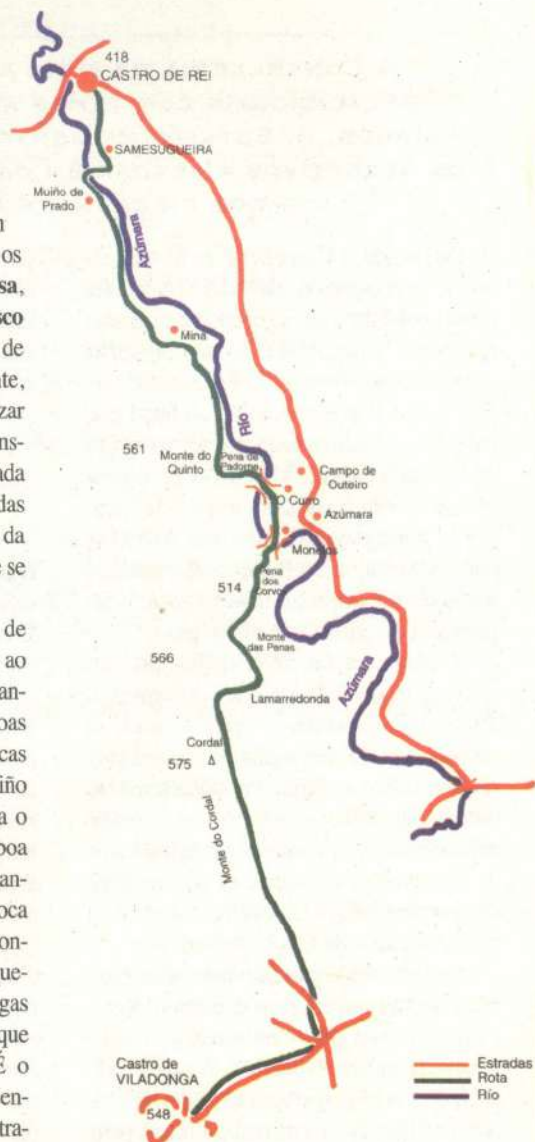 os
sa,
sco
de
nte,
zar
ns-
ada
das
da
e se
de
ao
an-
oas
cas
iño
a o
boa
an-
oca
on-
ue-
gas
que
É o
en-
tra-
418
CASTRO DE REI
SAMESUGUEIRA
Muiño de
Prado
Azúmara
Miná
Río
561
Monte do
Quinto
Pena de
Padorne
Campo de
Outeiro
O Curro
Azúmara
Monelos
Pena
dos
Corvos
514
Monte
das Penas
566
Lamarredonda
Azúmara
Cordal
575
Monte do Cordal
Castro de
VILADONGA
548
Estradas
Rota
Río